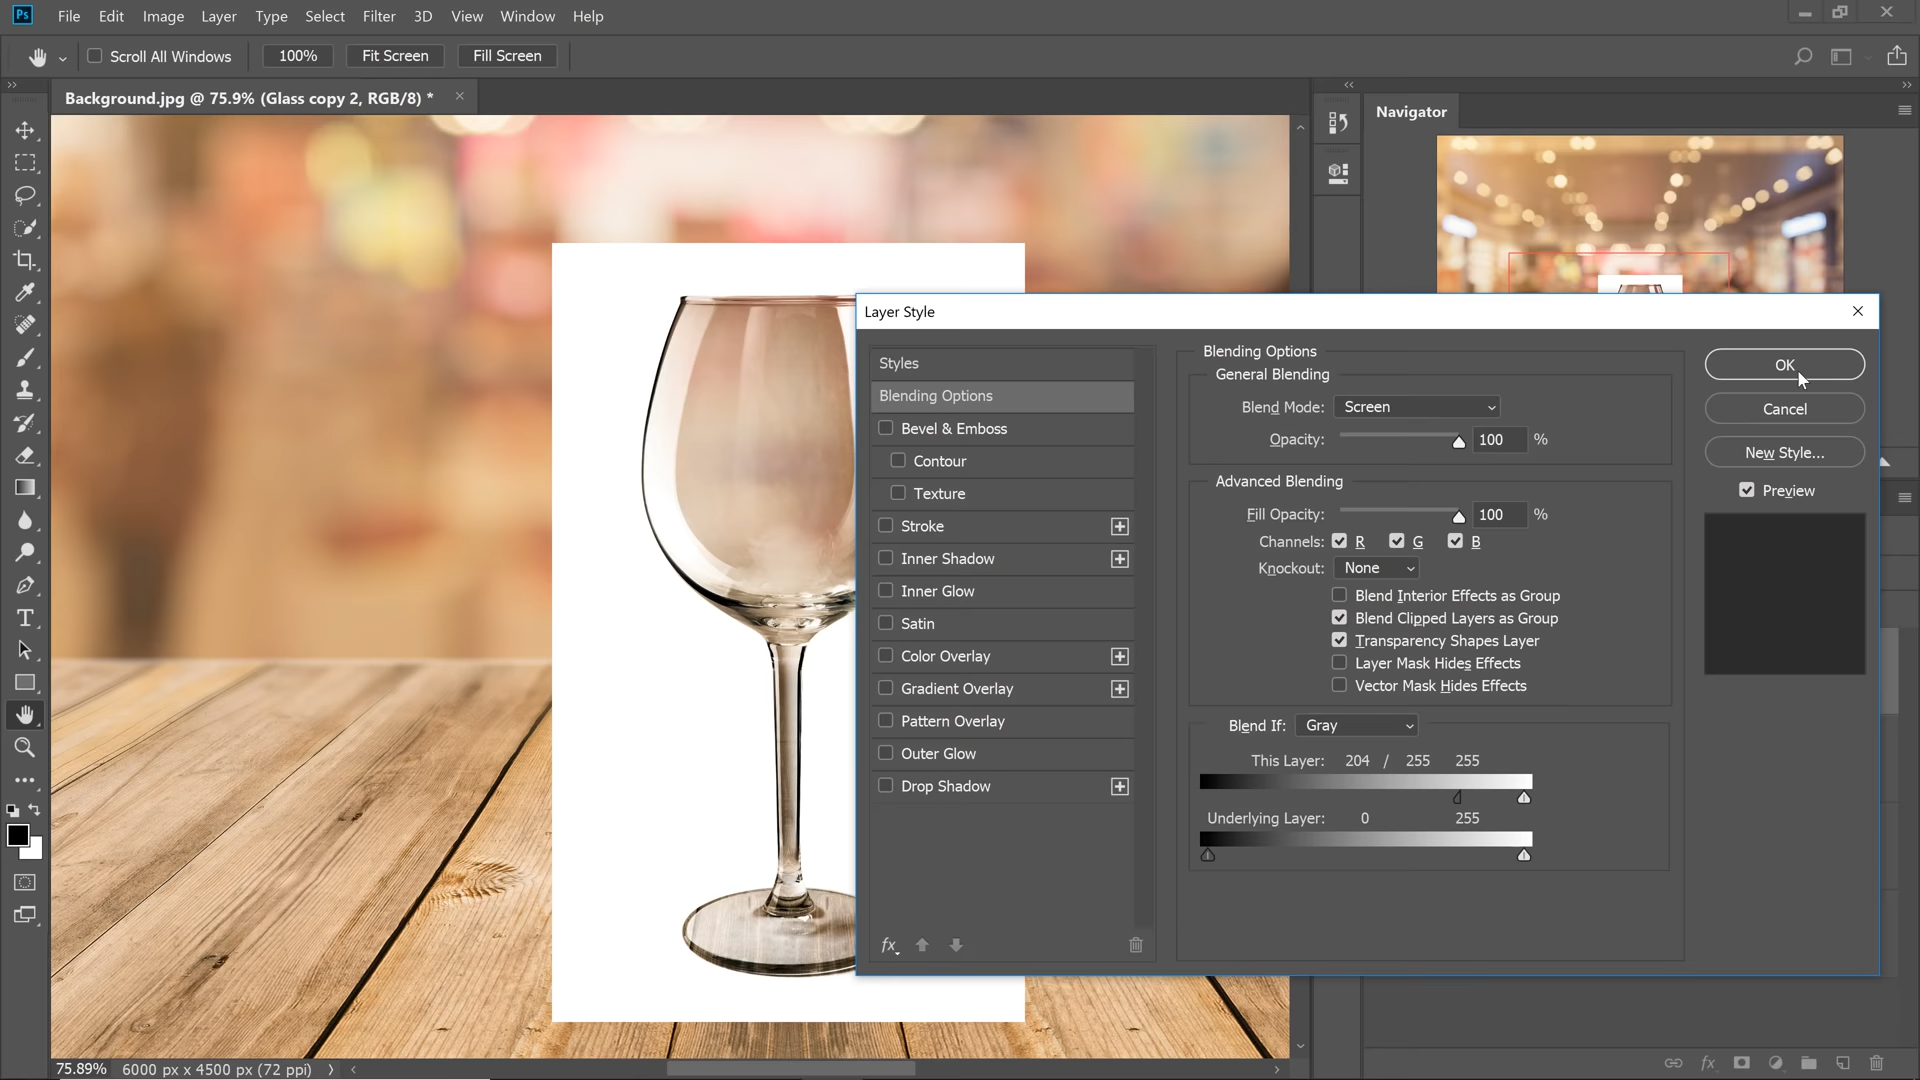 Ps File Edit Image Layer Type Select Filter 3D View Window Help
Scroll All Windows 100% Fit Screen Fill Screen
Background.jpg @ 75.9% (Glass copy 2, RGB/8) *
Navigator
Layer Style
Styles
Blending Options
Bevel & Emboss
Contour
Texture
Stroke
Inner Shadow
Inner Glow
Satin
Color Overlay
Gradient Overlay
Pattern Overlay
Outer Glow
Drop Shadow
fx
Blending Options
General Blending
Blend Mode: Screen
Opacity: 100 %
Advanced Blending
Fill Opacity: 100 %
Channels: R G B
Knockout: None
Blend Interior Effects as Group
Blend Clipped Layers as Group
Transparency Shapes Layer
Layer Mask Hides Effects
Vector Mask Hides Effects
Blend If: Gray
This Layer: 204 / 255 255
Underlying Layer: 0 255
OK
Cancel
New Style...
Preview
75.89% 6000 px x 4500 px (72 ppi)
fx